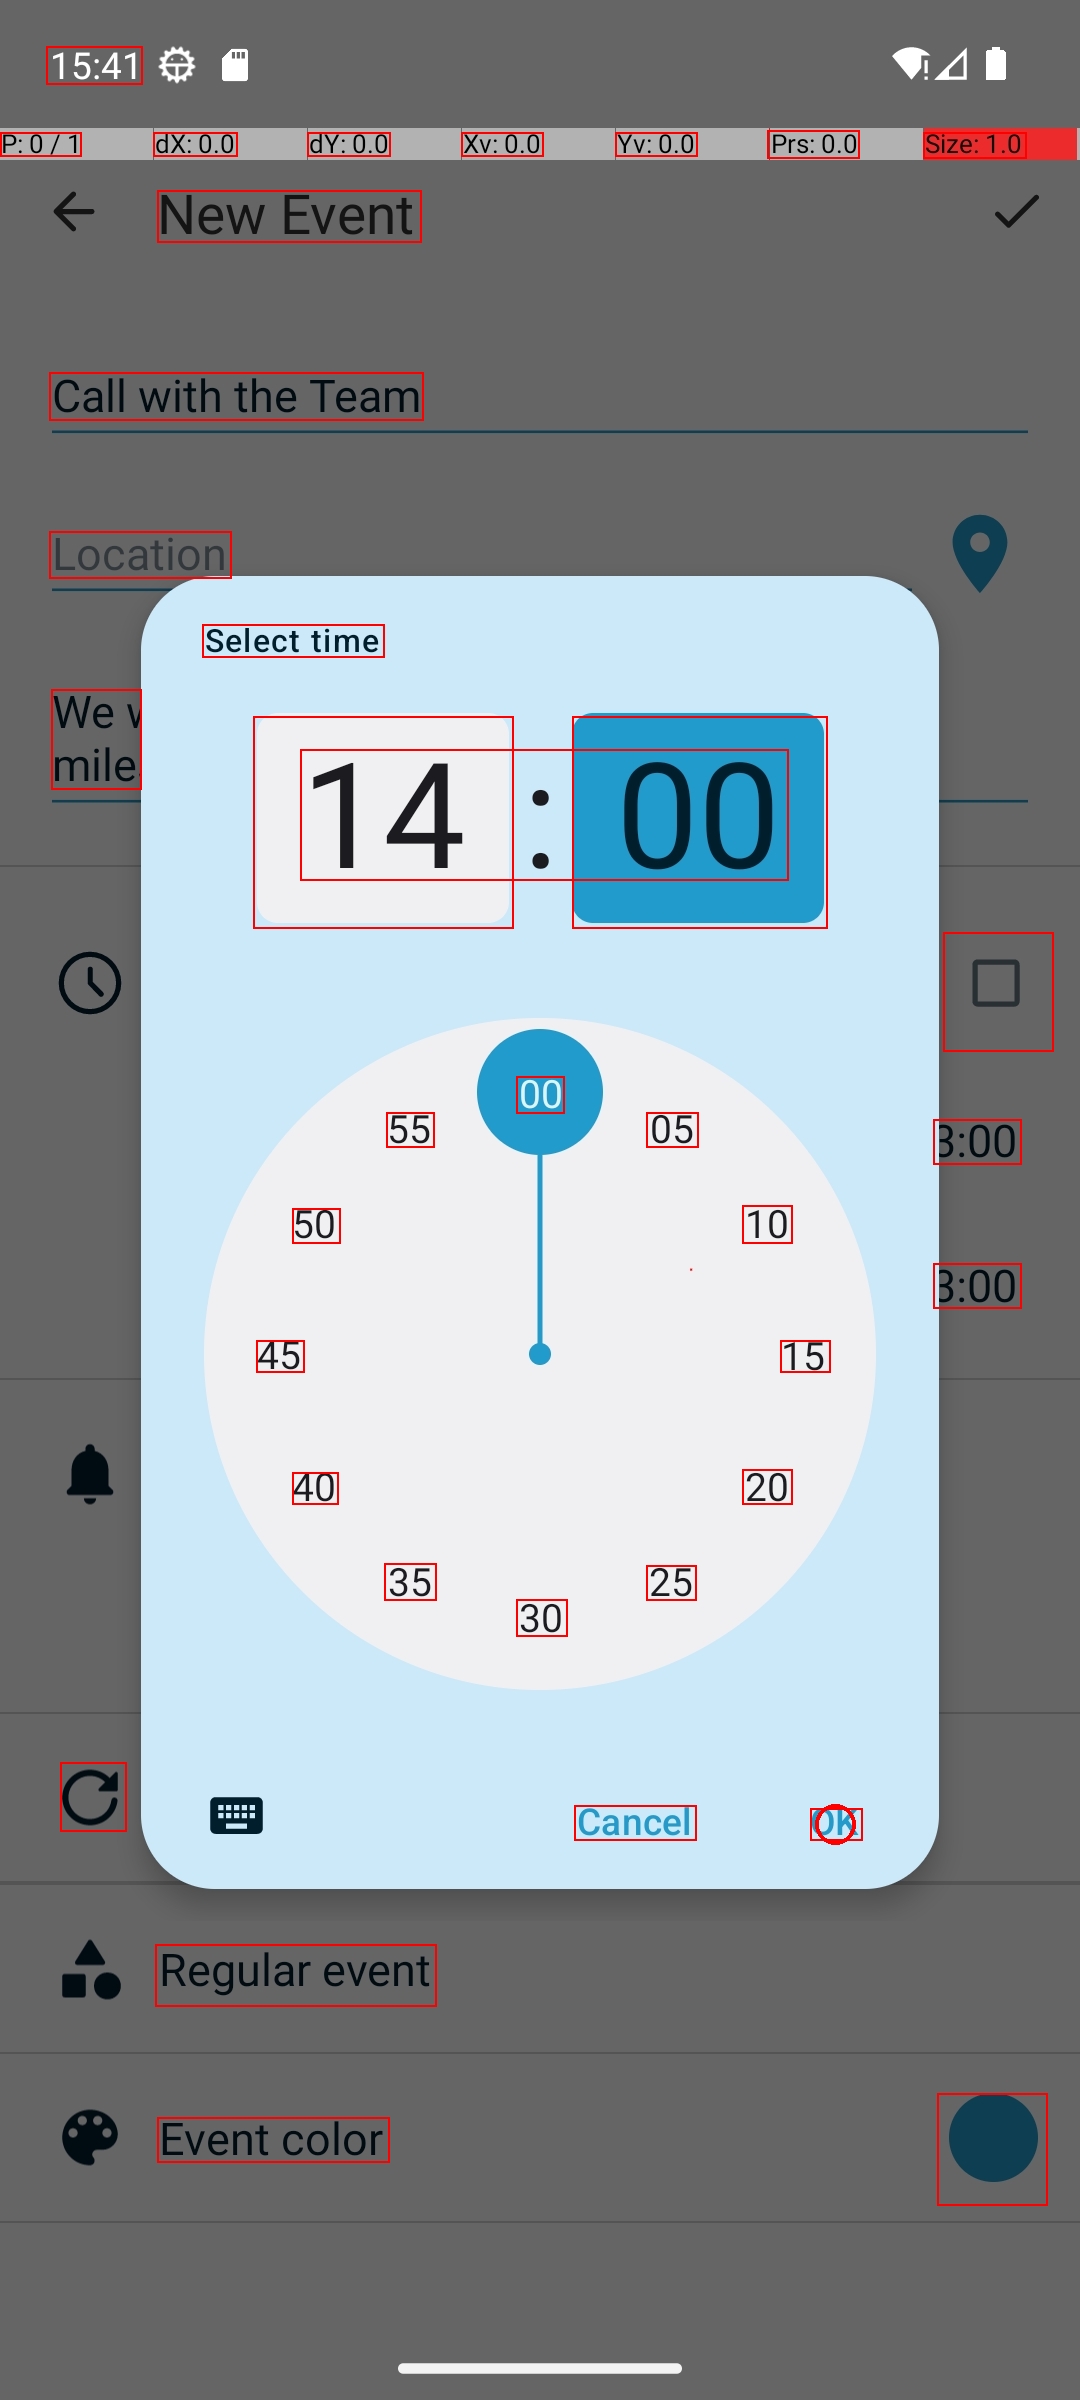 15:41
P: 0 / 1 dX: 0.0 dY: 0.0 Xv: 0.0 Yv: 0.0 Prs: 0.0 Size: 1.0
New Event
Call with the Team
Location
Select time
We
14 : 00
00
55 05
50 10
3:00
3:00
45 15
40 20
35 25
30
Cancel OK
Regular event
Event color